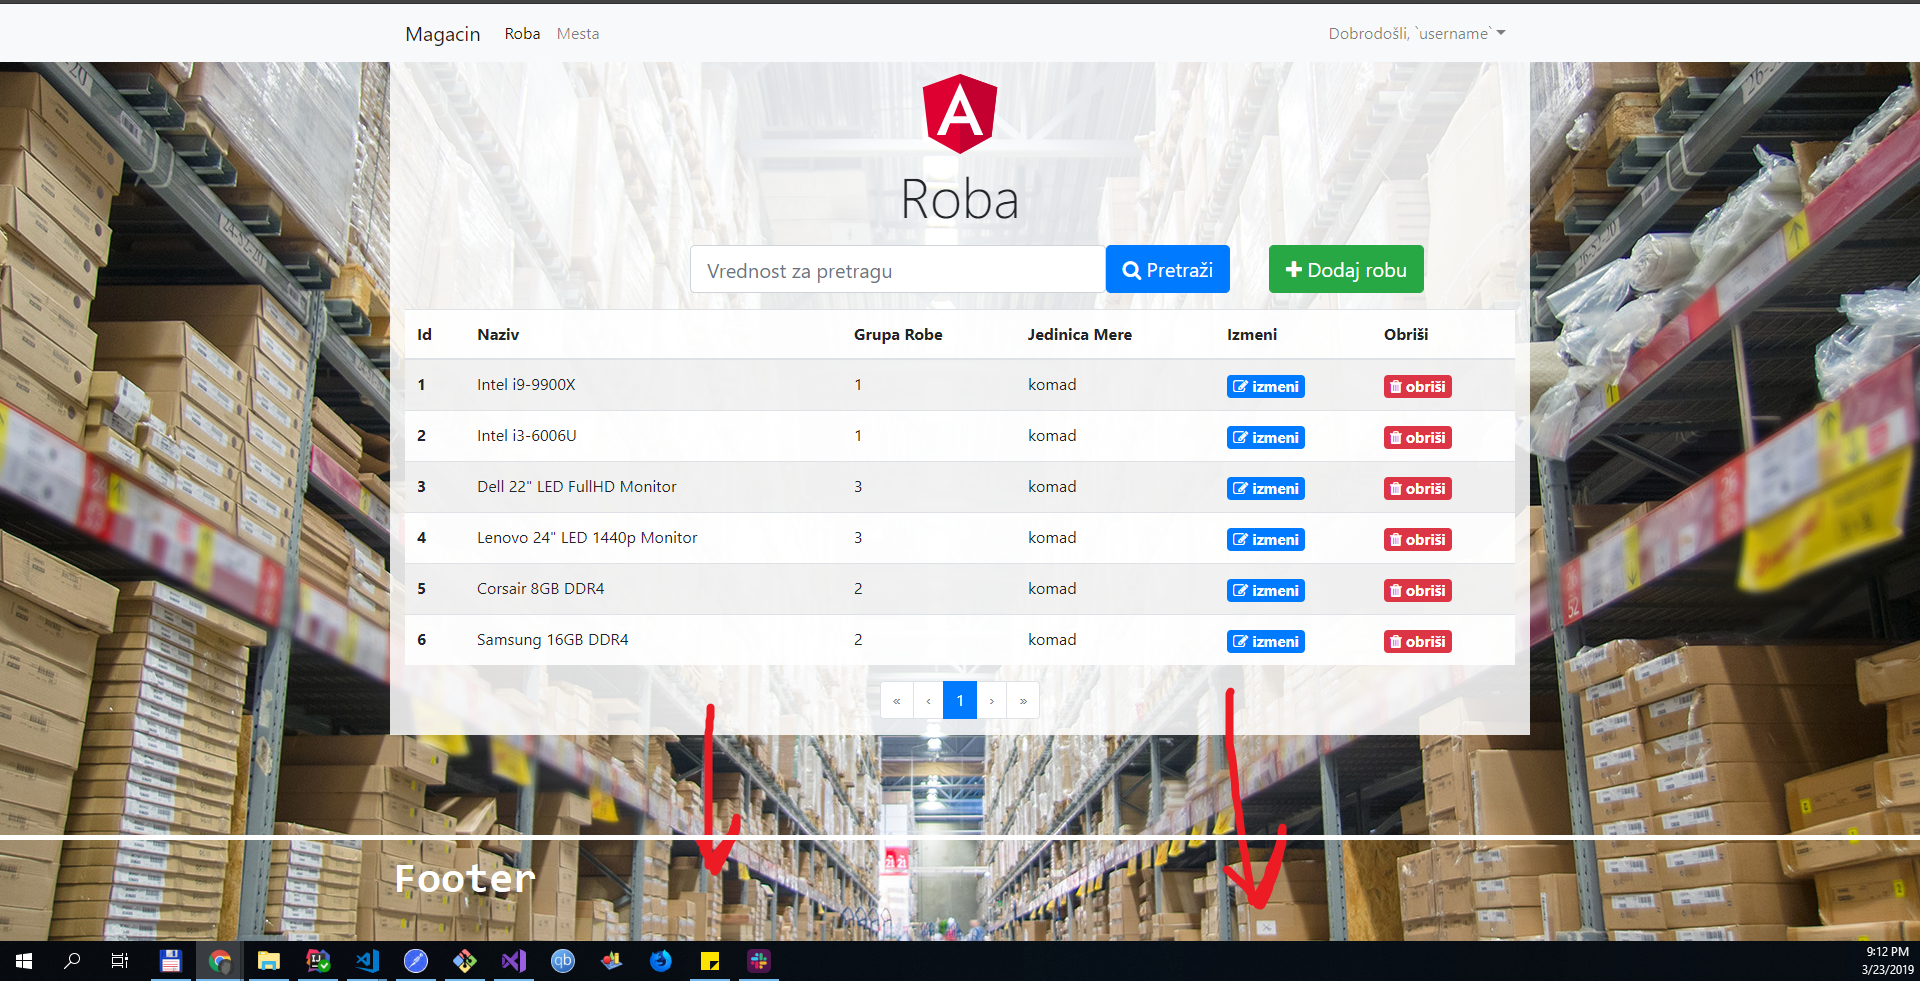 Magacin Roba Mesta Dobrodošli, `username`
A
Roba
Vrednost za pretragu Pretraži Dodaj robu
Id Naziv Grupa Robe Jedinica Mere Izmeni Obriši
1 Intel i9-9900X 1 komad izmeni obriši
2 Intel i3-6006U 1 komad izmeni obriši
3 Dell 22" LED FullHD Monitor 3 komad izmeni obriši
4 Lenovo 24" LED 1440p Monitor 3 komad izmeni obriši
5 Corsair 8GB DDR4 2 komad izmeni obriši
6 Samsung 16GB DDR4 2 komad izmeni obriši
« ‹ 1 › »
Footer
9:12 PM
3/23/2019